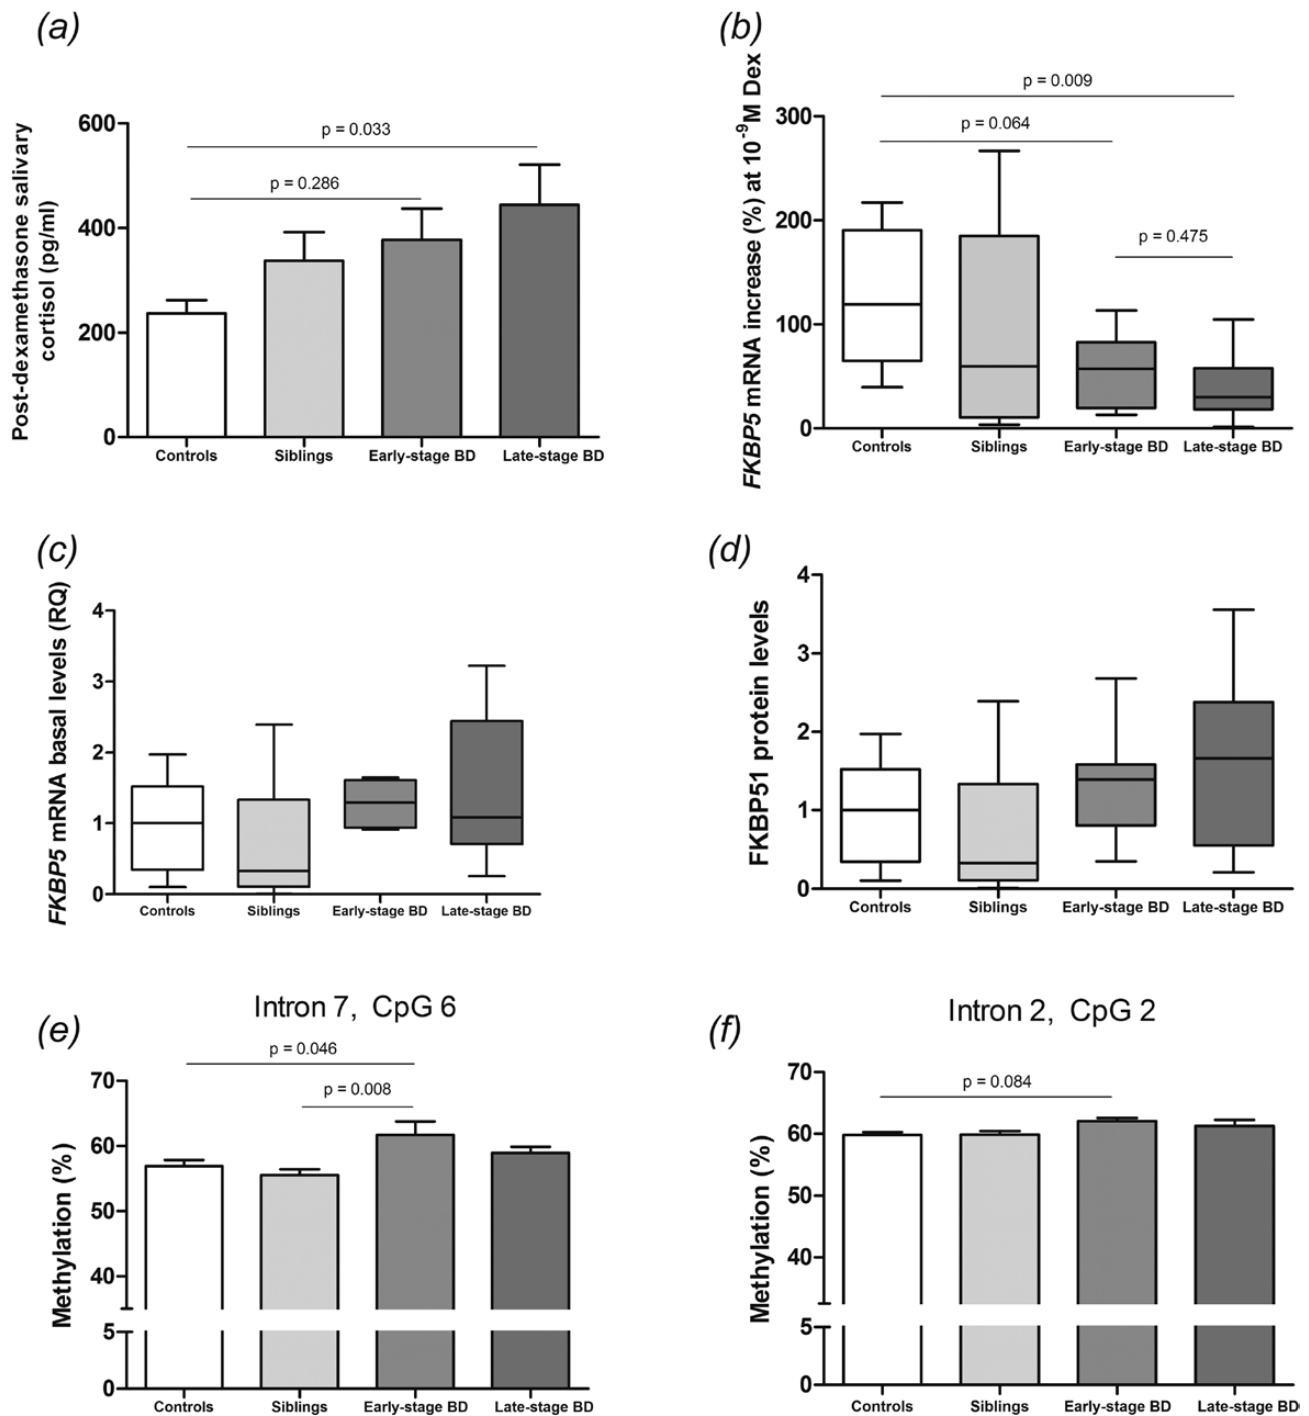 (a)
Post-dexamethasone salivary
cortisol (pg/ml)
600
400
200
0
p = 0.033
p = 0.286
Controls
Siblings
Early-stage BD
Late-stage BD
(b)
FKBP5 mRNA increase (%) at 10⁻⁹M Dex
300
200
100
0
p = 0.009
p = 0.064
p = 0.475
Controls
Siblings
Early-stage BD
Late-stage BD
(c)
FKBP5 mRNA basal levels (RQ)
4
3
2
1
0
Controls
Siblings
Early-stage BD
Late-stage BD
(d)
FKBP51 protein levels
4
3
2
1
0
Controls
Siblings
Early-stage BD
Late-stage BD
(e)
Intron 7, CpG 6
Methylation (%)
70
60
50
40
5
0
p = 0.046
p = 0.008
Controls
Siblings
Early-stage BD
Late-stage BD
(f)
Intron 2, CpG 2
Methylation (%)
70
60
50
40
5
0
p = 0.084
Controls
Siblings
Early-stage BD
Late-stage BD